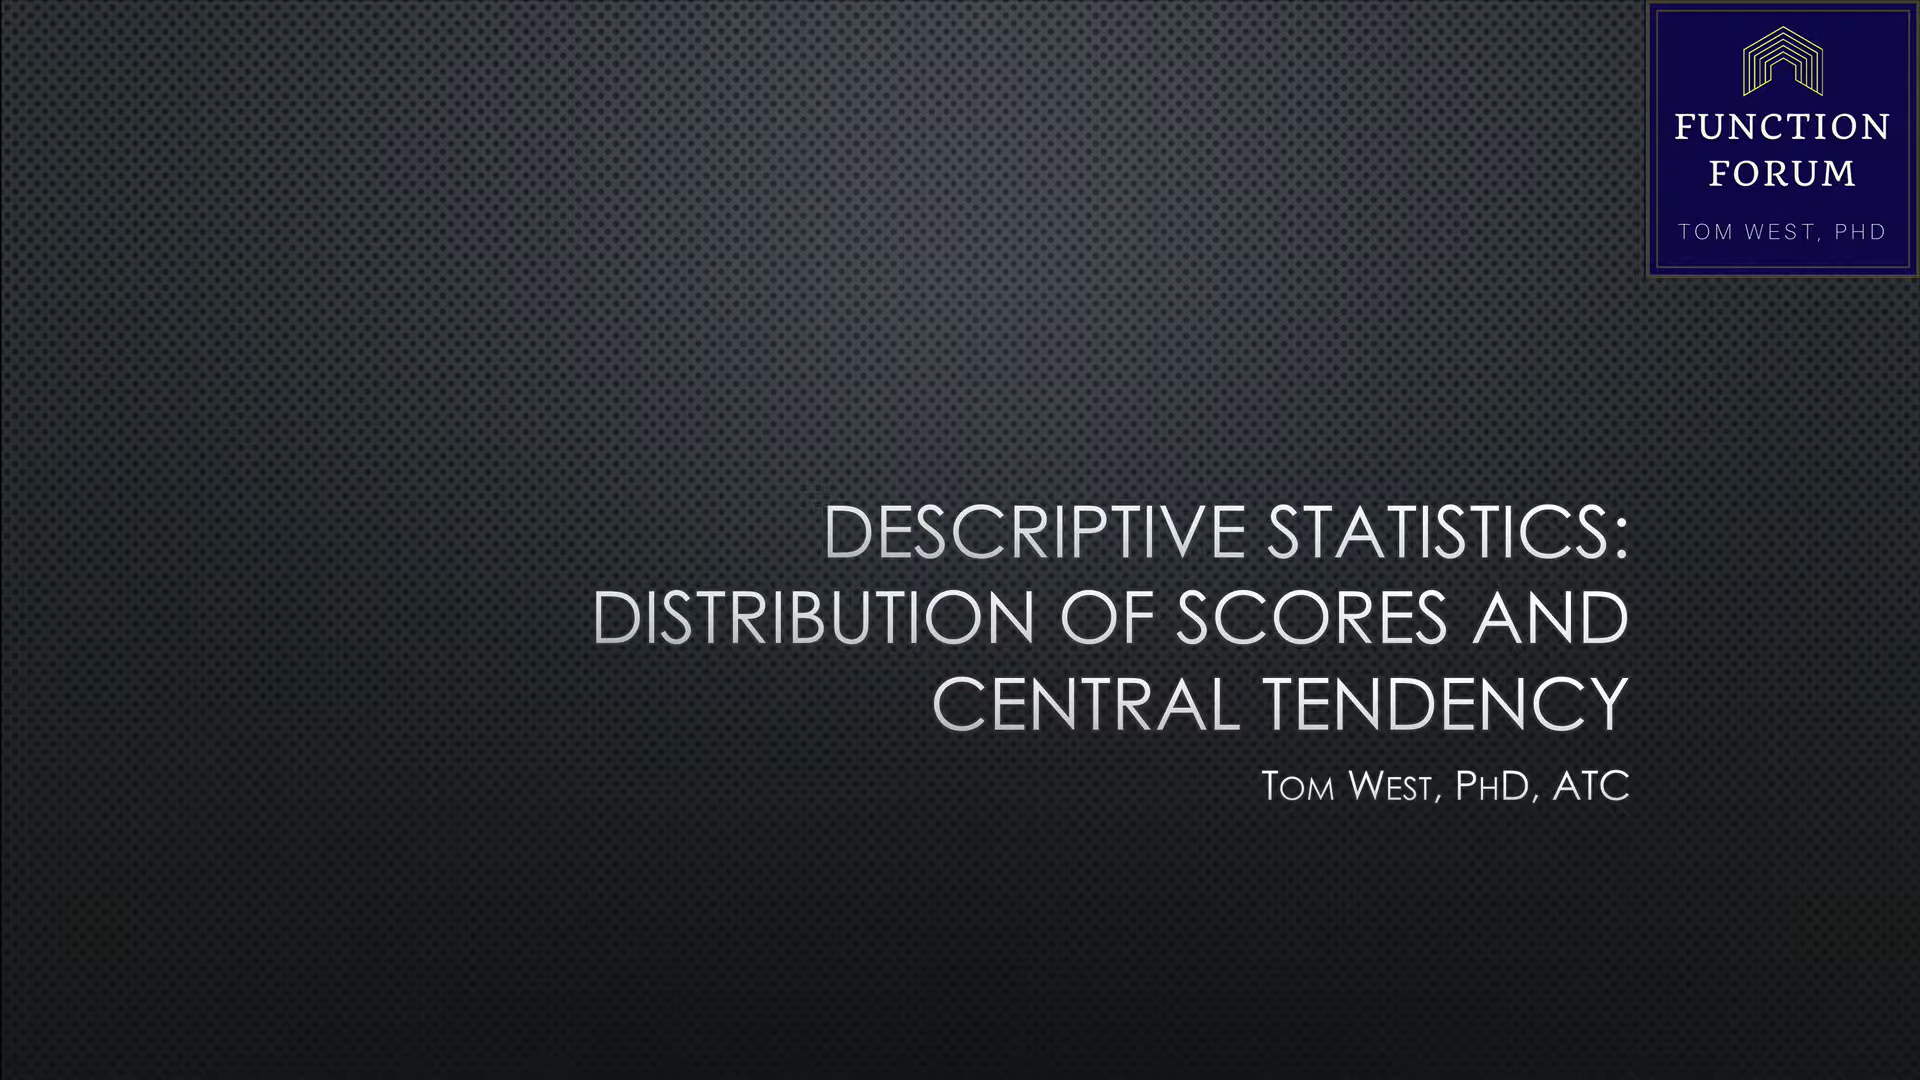 FUNCTION
FORUM
TOM WEST, PHD
DESCRIPTIVE STATISTICS:
DISTRIBUTION OF SCORES AND
CENTRAL TENDENCY
TOM WEST, PHD, ATC